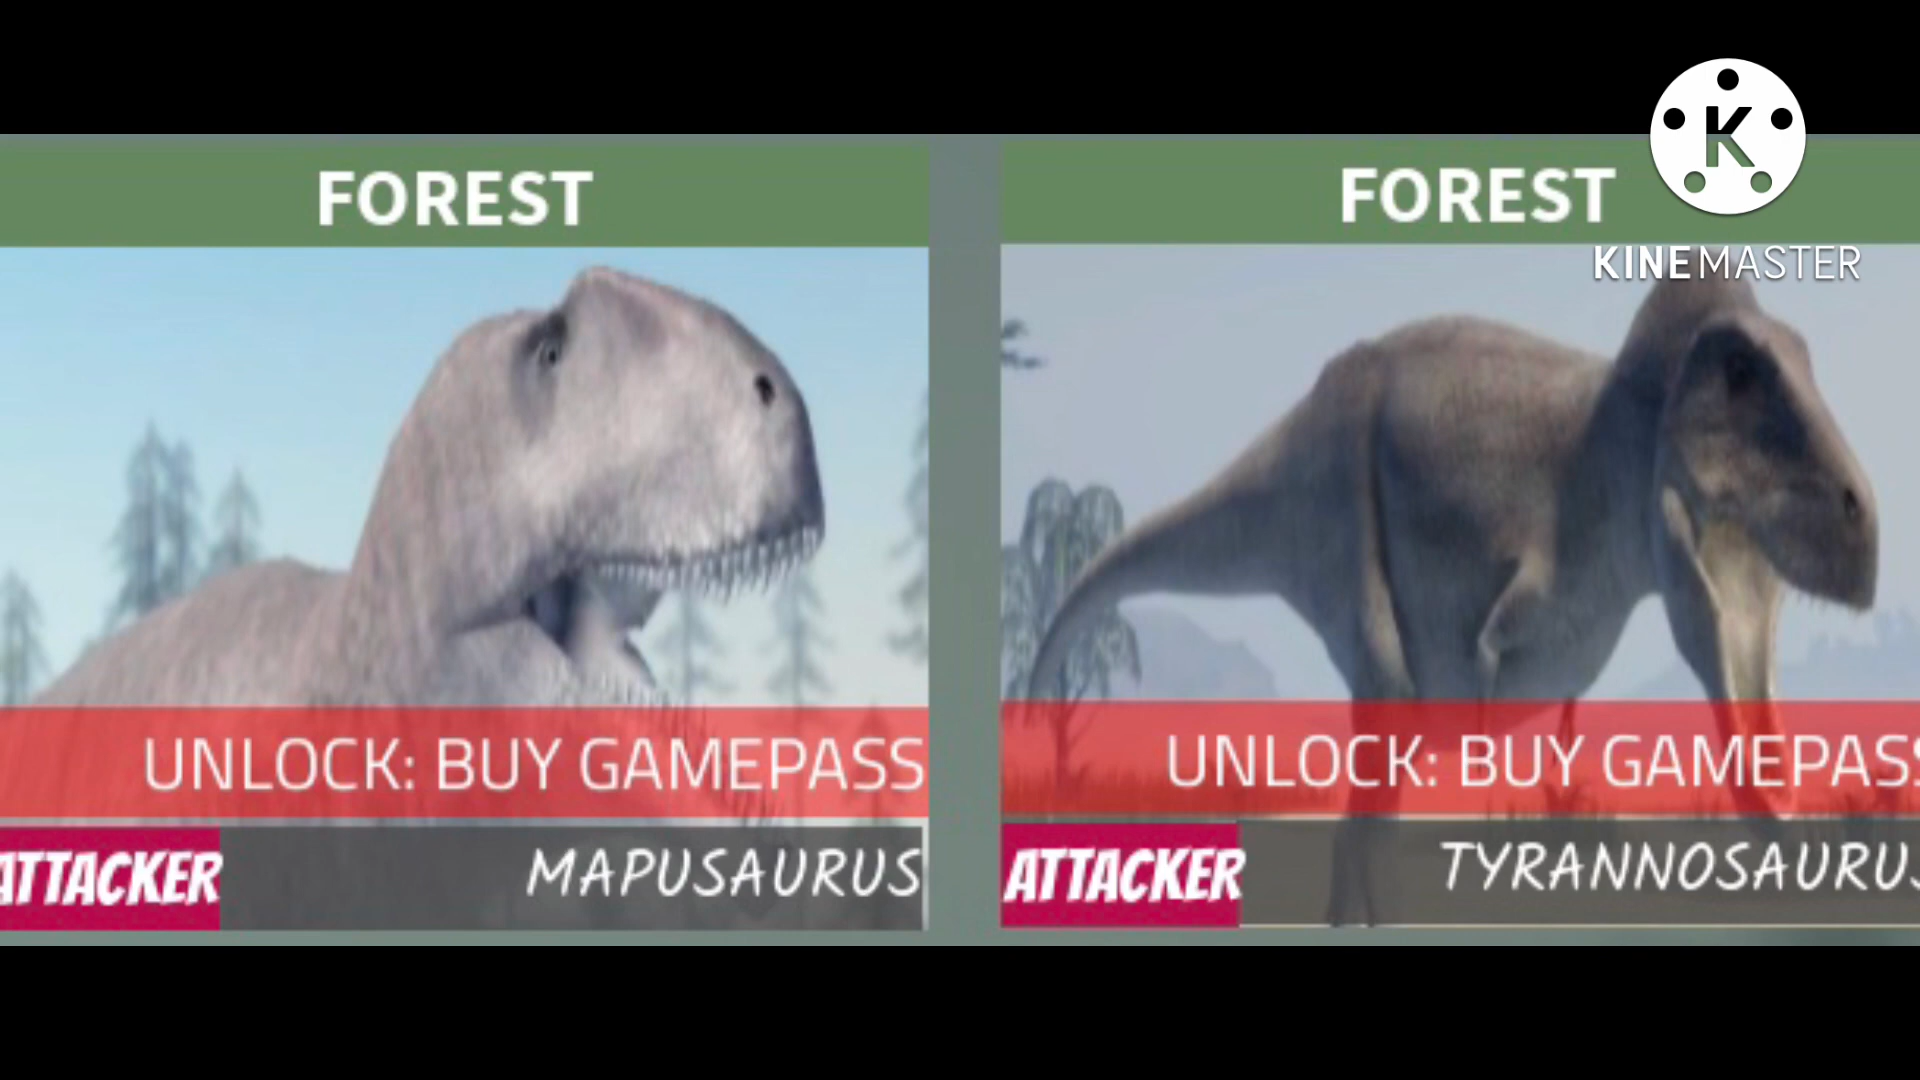 FOREST
UNLOCK: BUY GAMEPASS
ATTACKER
MAPUSAURUS
FOREST
UNLOCK: BUY GAMEPASS
ATTACKER
TYRANNOSAURUS
K
KINEMASTER